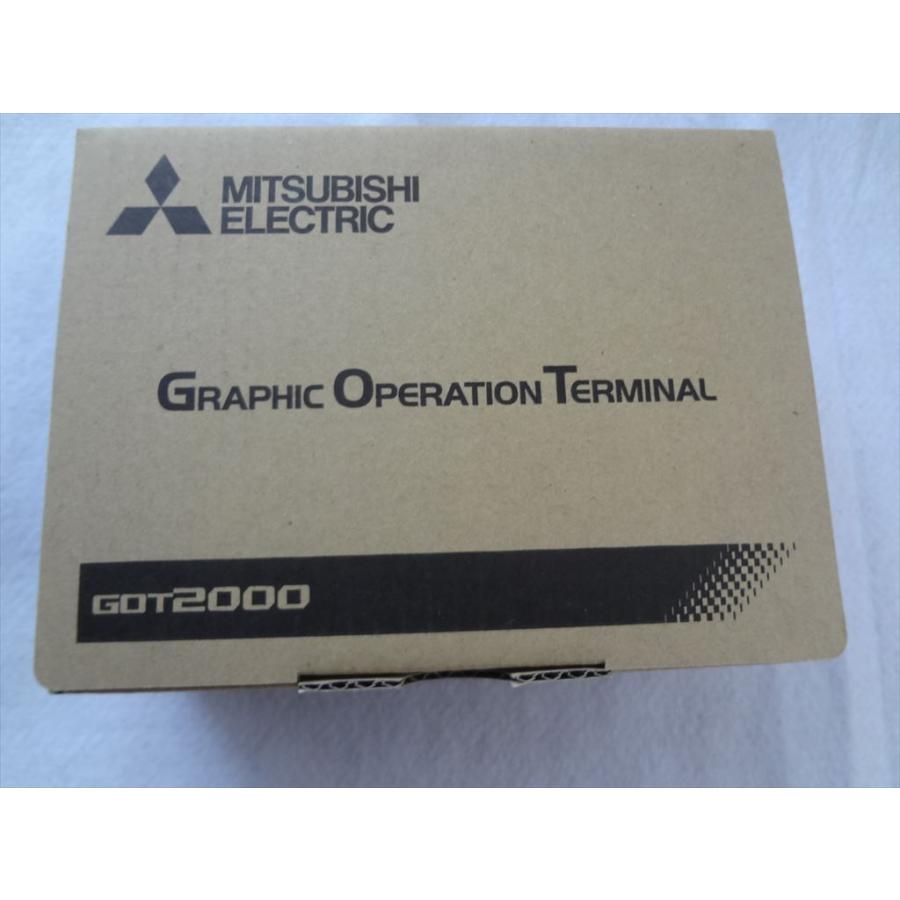 MITSUBISHI
ELECTRIC
GRAPHIC OPERATION TERMINAL
GOT2000